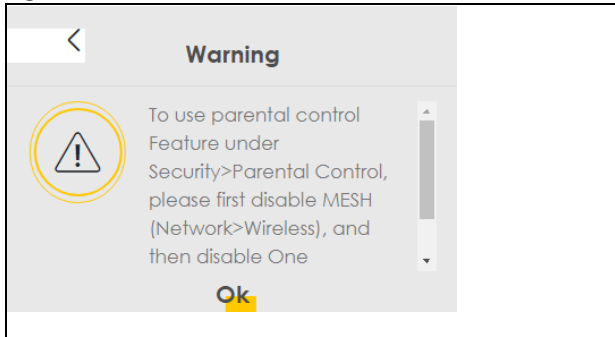 Warning
To use parental control
Feature under
Security>Parental Control,
please first disable MESH
(Network>Wireless), and
then disable One
Ok